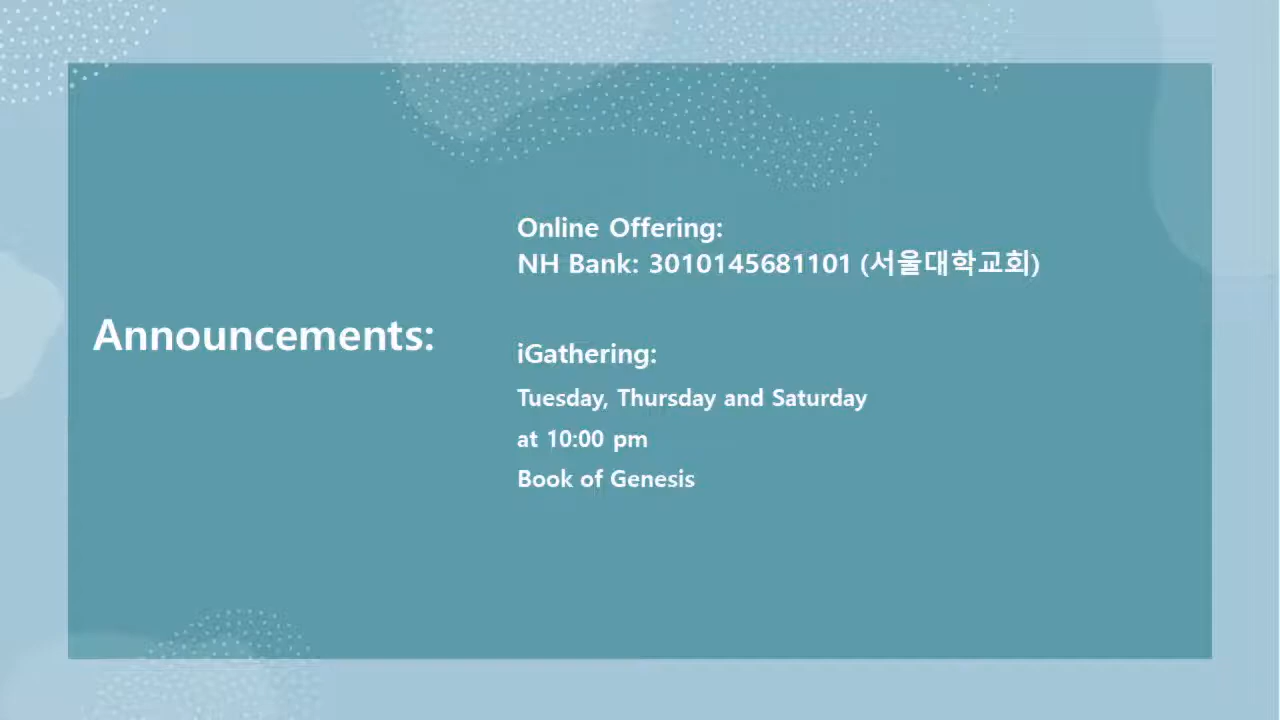 Announcements:
Online Offering:
NH Bank: 3010145681101 (서울대학교회)
iGathering:
Tuesday, Thursday and Saturday
at 10:00 pm
Book of Genesis